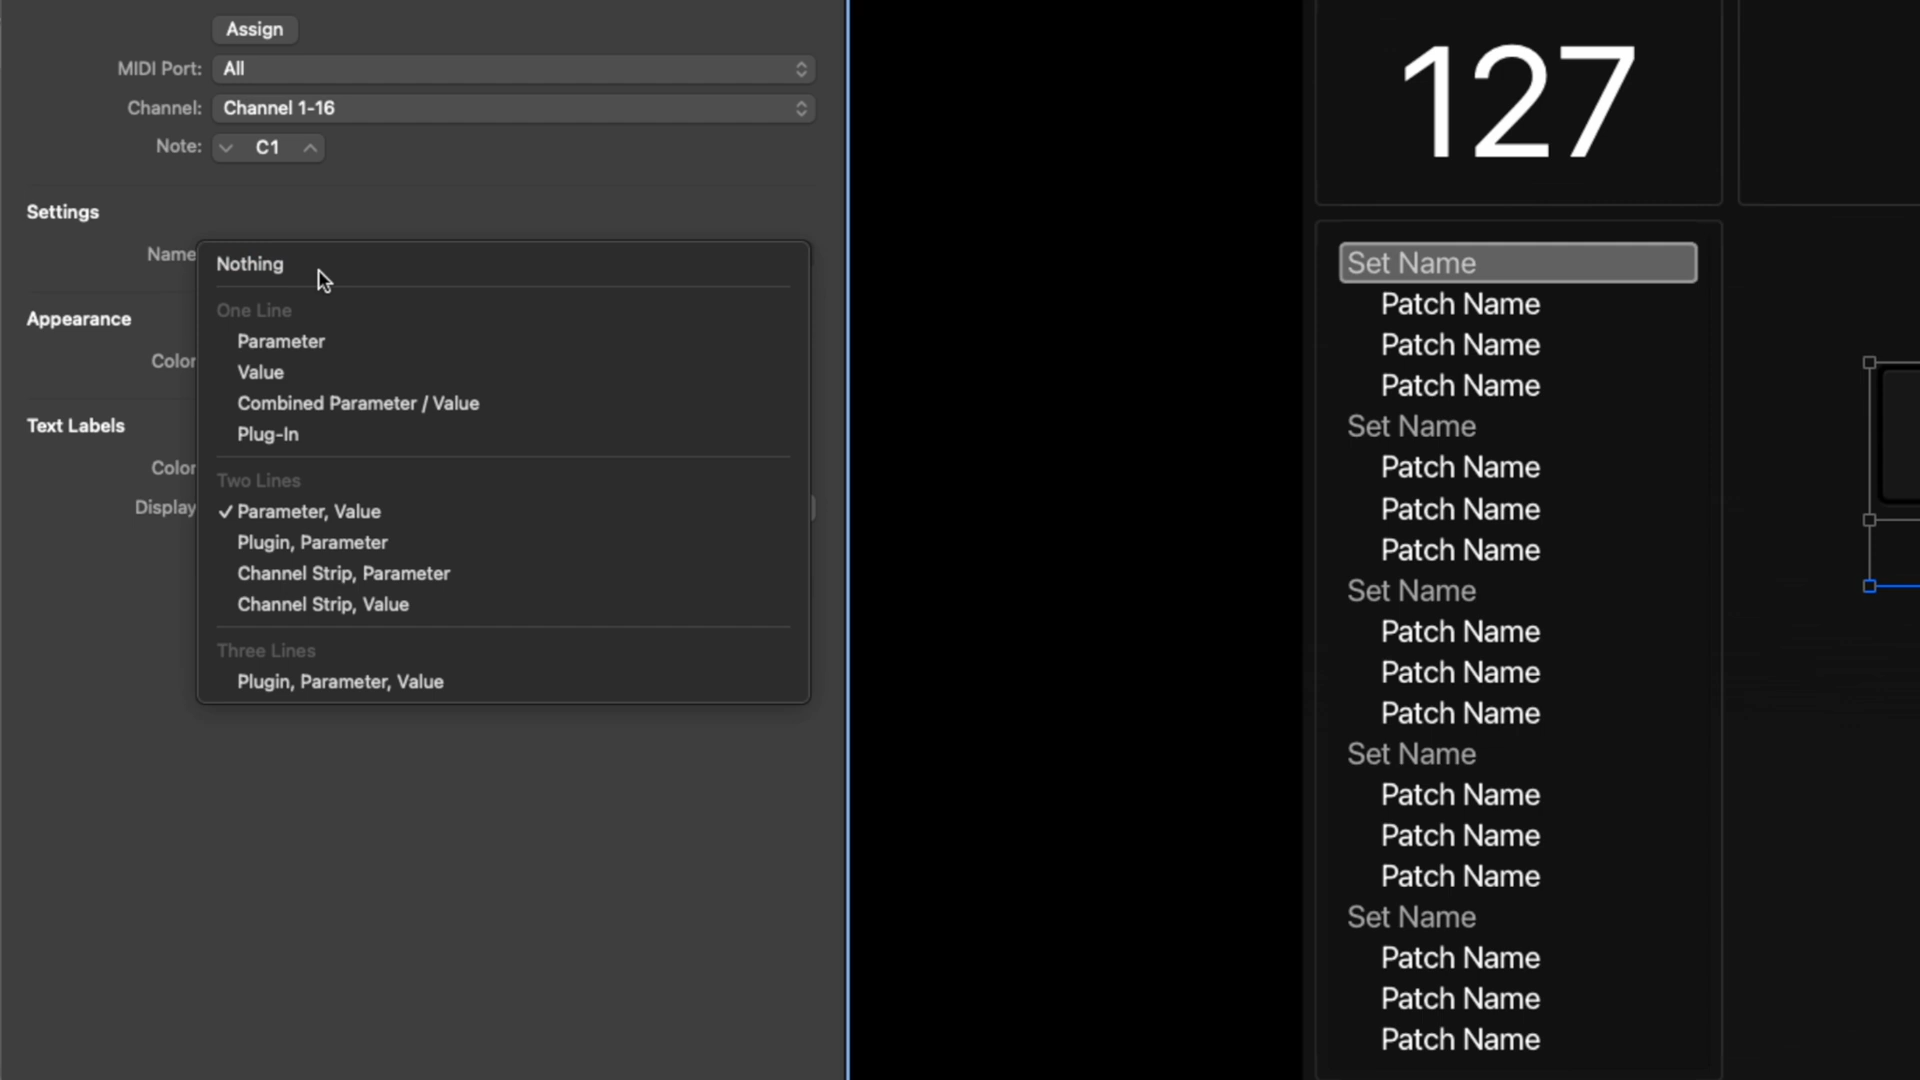 Assign
MIDI Port: All
Channel: Channel 1-16
Note: C1
Settings
Name
Nothing
One Line
Parameter
Value
Combined Parameter / Value
Plug-In
Two Lines
✓ Parameter, Value
Plugin, Parameter
Channel Strip, Parameter
Channel Strip, Value
Three Lines
Plugin, Parameter, Value
Appearance
Color
Text Labels
Color
Display
127
Set Name
Patch Name
Patch Name
Patch Name
Set Name
Patch Name
Patch Name
Patch Name
Set Name
Patch Name
Patch Name
Patch Name
Set Name
Patch Name
Patch Name
Patch Name
Set Name
Patch Name
Patch Name
Patch Name